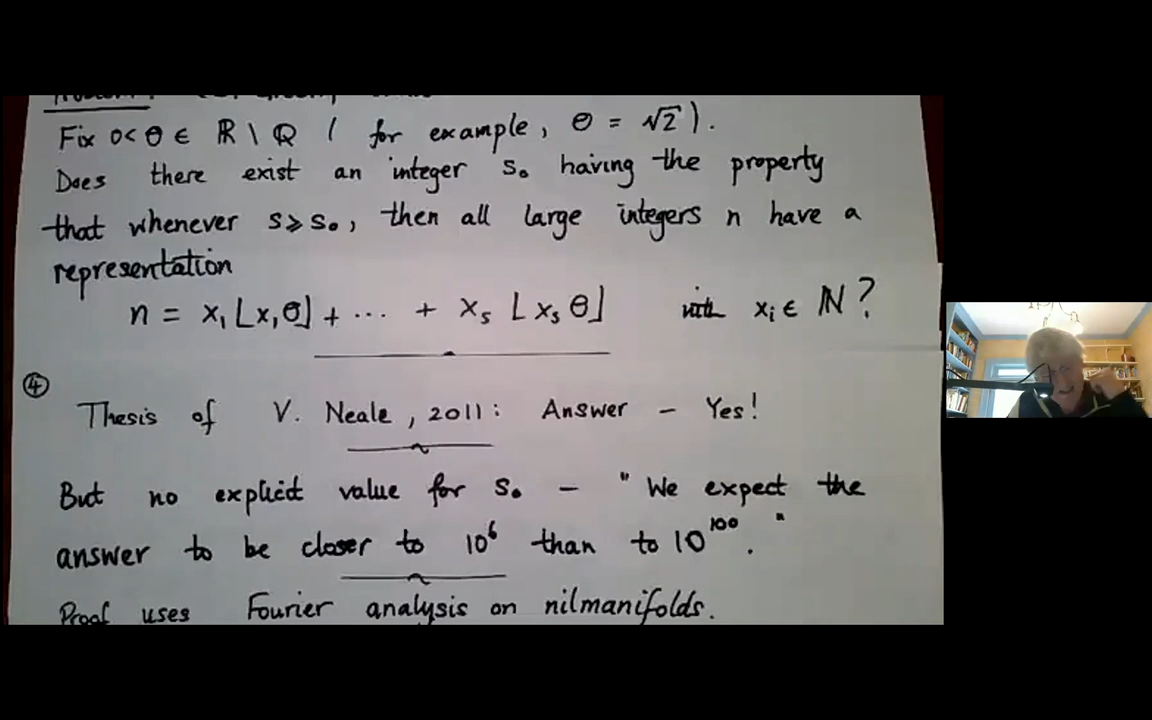 Fix 0<θ ∈ ℝ \ ℚ ( for example, θ = √2 ).
Does there exist an integer s₀ having the property
that whenever s ≥ s₀, then all large integers n have a
representation
n = x₁ ⌊x₁θ⌋ + ··· + xₛ ⌊xₛ θ⌋ with xᵢ ∈ ℕ ?
④
Thesis of V. Neale, 2011: Answer - Yes!
But no explicit value for s₀ - "We expect the
answer to be closer to 10⁶ than to 10¹⁰⁰."
Proof uses Fourier analysis on nilmanifolds.